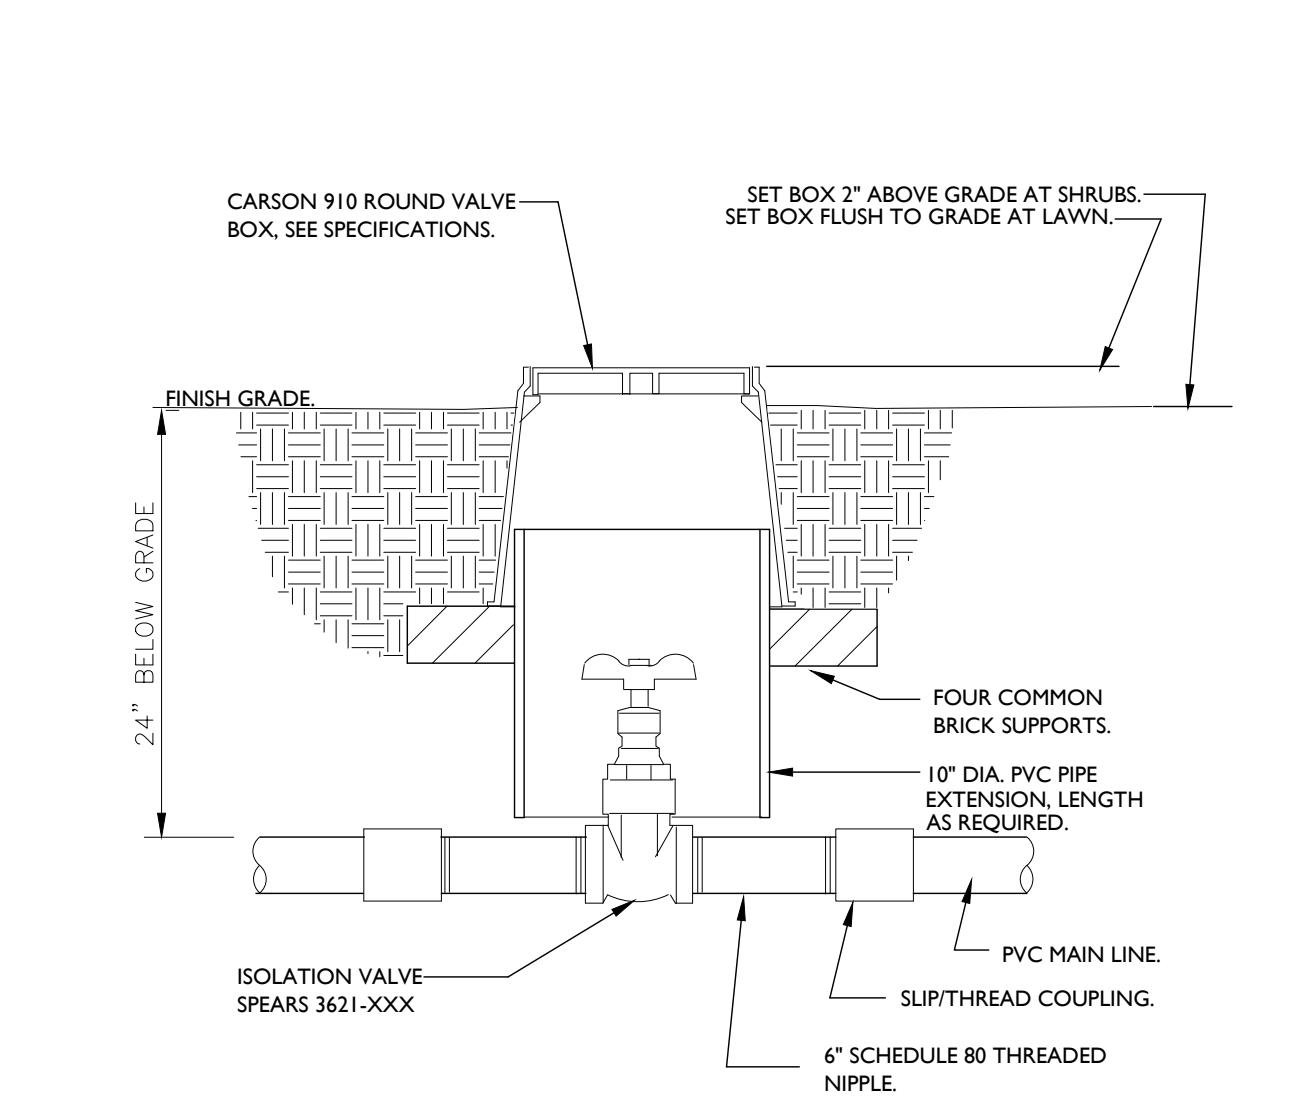 CARSON 910 ROUND VALVE
BOX, SEE SPECIFICATIONS.
SET BOX 2" ABOVE GRADE AT SHRUBS.
SET BOX FLUSH TO GRADE AT LAWN.
FINISH GRADE.
24" BELOW GRADE
FOUR COMMON
BRICK SUPPORTS.
10" DIA. PVC PIPE
EXTENSION, LENGTH
AS REQUIRED.
PVC MAIN LINE.
ISOLATION VALVE
SPEARS 3621-XXX
SLIP/THREAD COUPLING.
6" SCHEDULE 80 THREADED
NIPPLE.